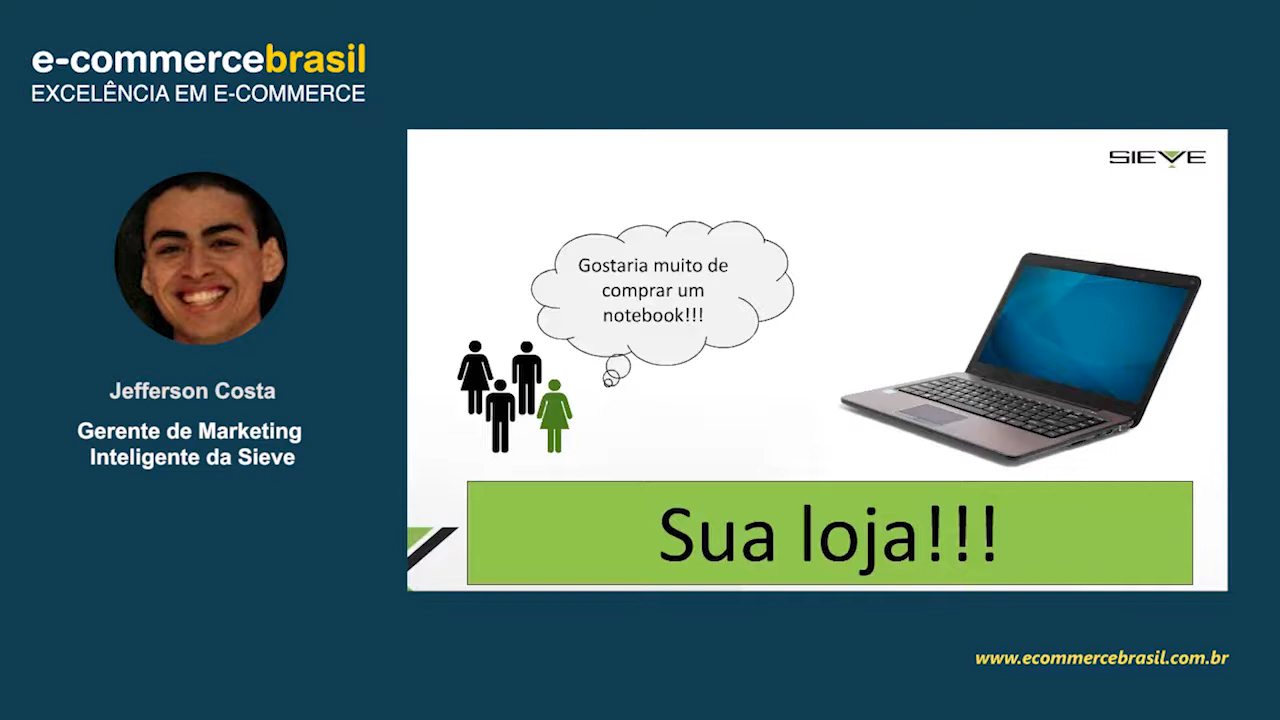 e-commercebrasil
EXCELÊNCIA EM E-COMMERCE
SIEVE
Gostaria muito de
comprar um
notebook!!!
Jefferson Costa
Gerente de Marketing
Inteligente da Sieve
Sua loja!!!
www.ecommercebrasil.com.br